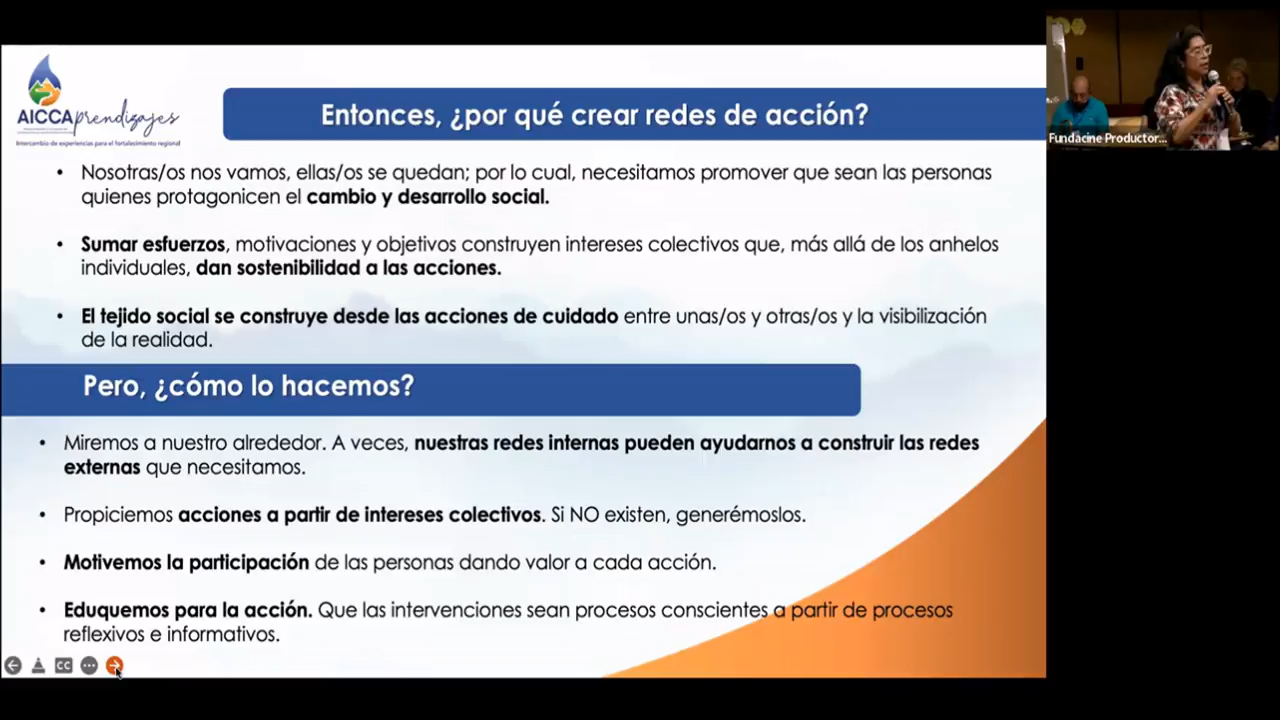 AICCAprendizajes
Intercambio de experiencias para el fortalecimiento regional
Entonces, ¿por qué crear redes de acción?
• Nosotras/os nos vamos, ellas/os se quedan; por lo cual, necesitamos promover que sean las personas
quienes protagonicen el cambio y desarrollo social.
• Sumar esfuerzos, motivaciones y objetivos construyen intereses colectivos que, más allá de los anhelos
individuales, dan sostenibilidad a las acciones.
• El tejido social se construye desde las acciones de cuidado entre unas/os y otras/os y la visibilización
de la realidad.
Pero, ¿cómo lo hacemos?
• Miremos a nuestro alrededor. A veces, nuestras redes internas pueden ayudarnos a construir las redes
externas que necesitamos.
• Propiciemos acciones a partir de intereses colectivos. Si NO existen, generémoslos.
• Motivemos la participación de las personas dando valor a cada acción.
• Eduquemos para la acción. Que las intervenciones sean procesos conscientes a partir de procesos
reflexivos e informativos.
CC
Fundacine Productor...